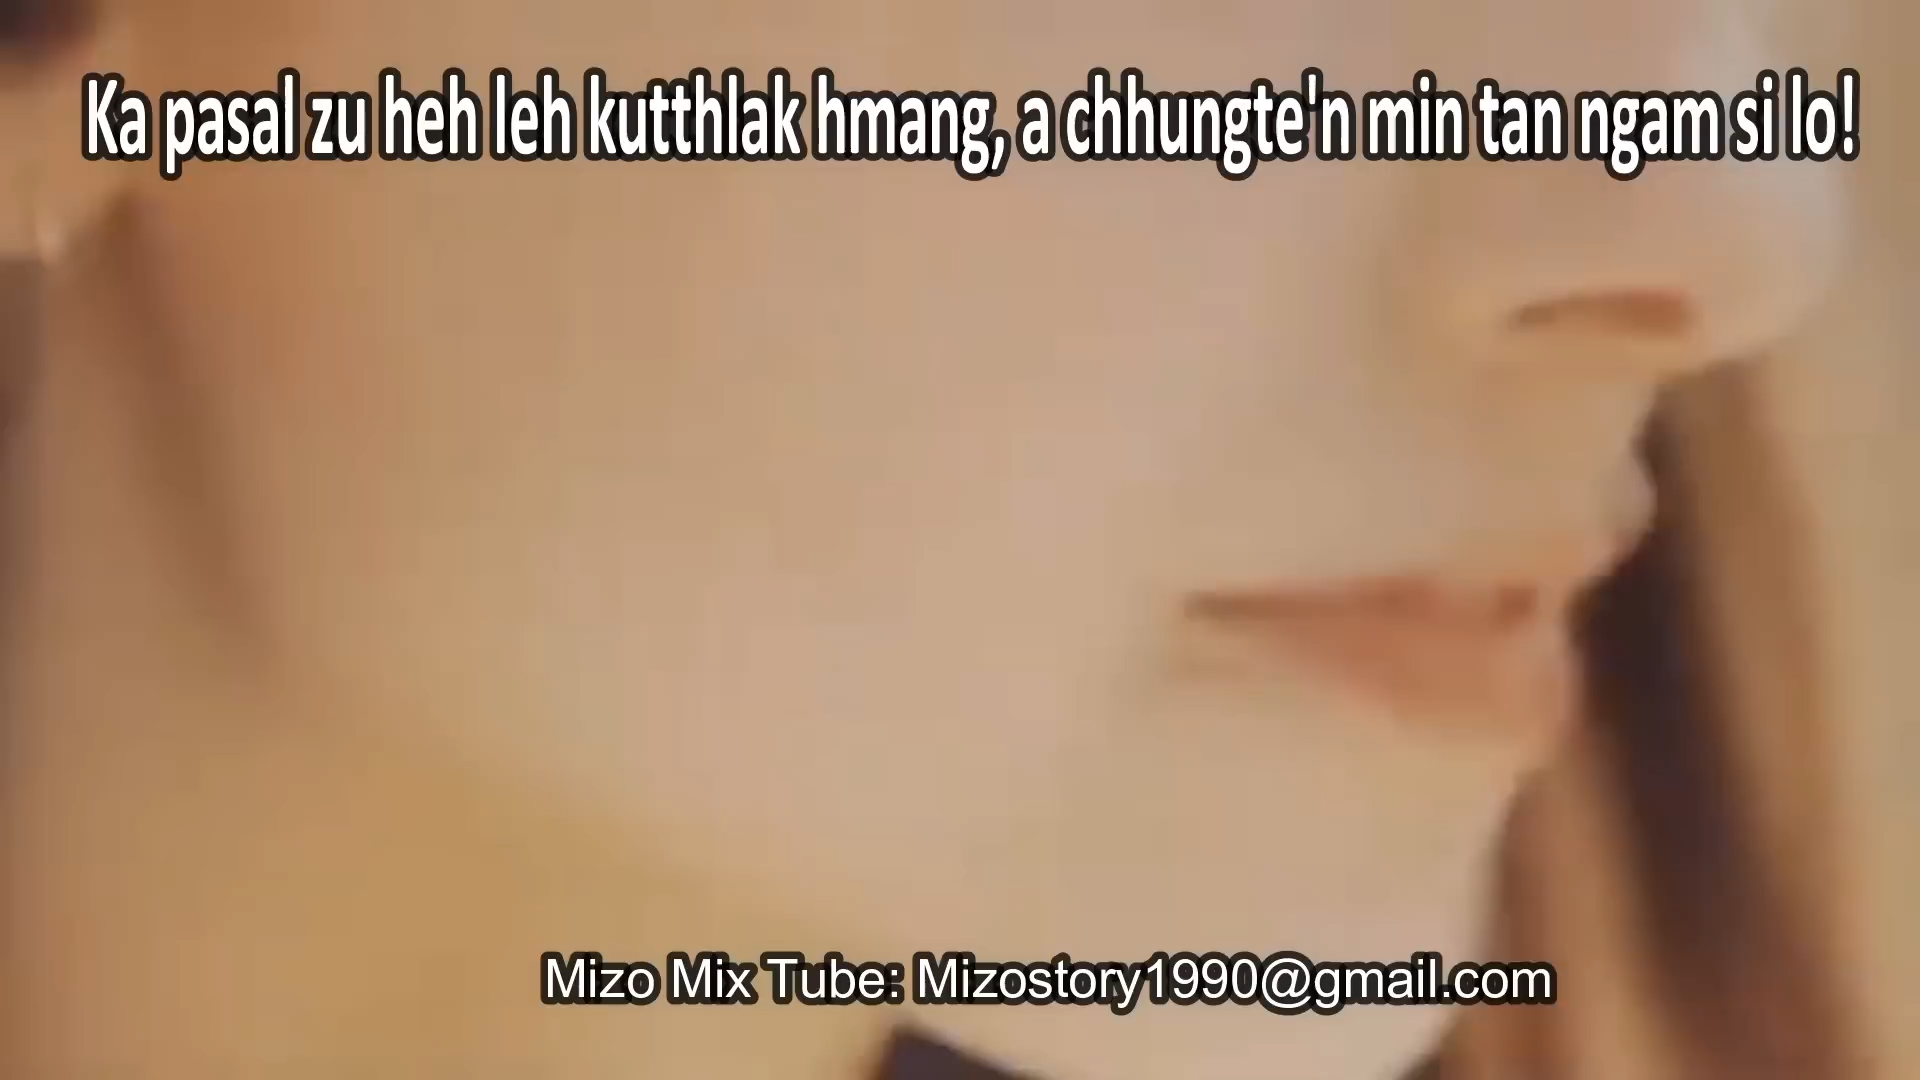 Ka pasal zu heh leh kutthlak hmang, a chhungte'n min tan ngam si lo!
Mizo Mix Tube: Mizostory1990@gmail.com